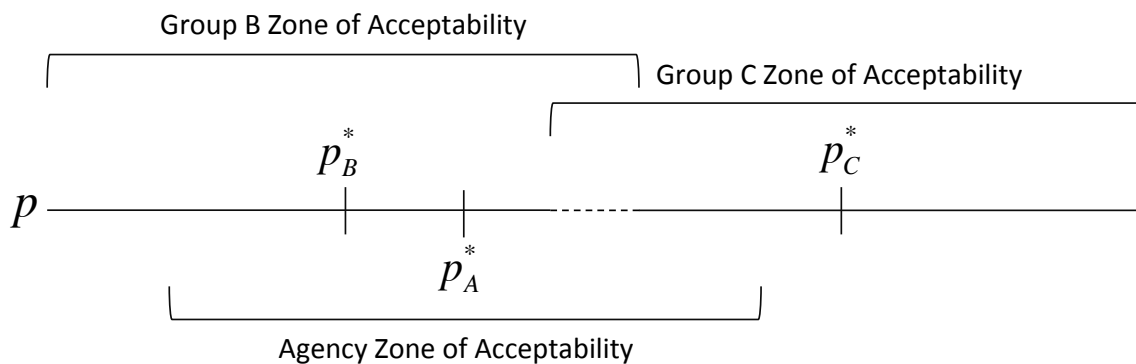 Group B Zone of Acceptability
Group C Zone of Acceptability
p*B
p*C
p
p*A
Agency Zone of Acceptability